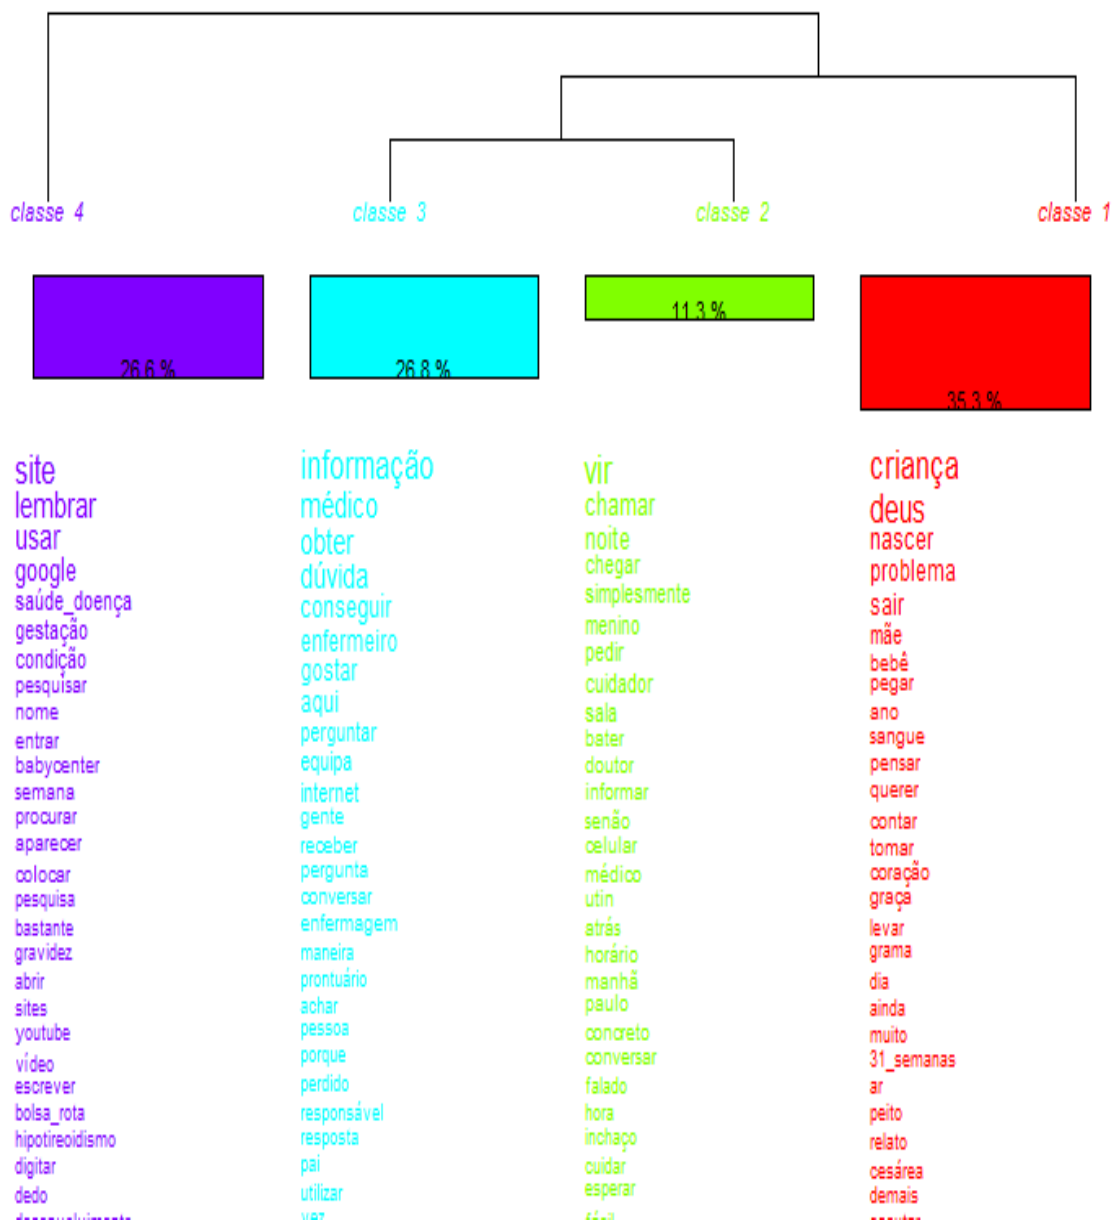 classe 4
classe 3
classe 2
classe 1
26.6 %
26.8 %
11.3 %
35.3 %
site
lembrar
usar
google
saúde_doença
gestação
condição
pesquisar
nome
entrar
babycenter
semana
procurar
aparecer
colocar
pesquisa
bastante
gravidez
abrir
sites
youtube
vídeo
escrever
bolsa_rota
hipotireoidismo
digitar
dedo
informação
médico
obter
dúvida
conseguir
enfermeiro
gostar
aqui
perguntar
equipa
internet
gente
receber
pergunta
conversar
enfermagem
maneira
prontuário
achar
pessoa
porque
perdido
responsável
resposta
pai
utilizar
vez
vir
chamar
noite
chegar
simplesmente
menino
pedir
cuidador
sala
bater
doutor
informar
senão
celular
médico
utin
atrás
horário
manhã
paulo
concreto
conversar
falado
hora
inchaço
cuidar
esperar
fácil
criança
deus
nascer
problema
sair
mãe
bebê
pegar
ano
sangue
pensar
querer
contar
tomar
coração
graça
levar
grama
dia
ainda
muito
31_semanas
ar
peito
relato
cesárea
demais